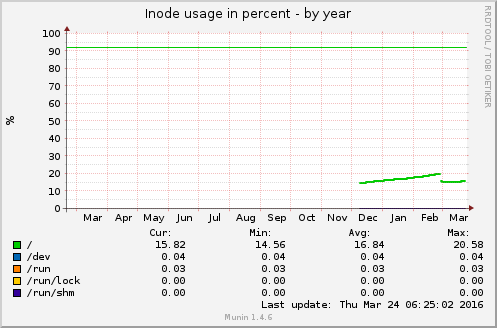 Inode usage in percent - by year
RRDTOOL / TOBI OETIKER
%
100
90
80
70
60
50
40
30
20
10
0
Mar Apr May Jun Jul Aug Sep Oct Nov Dec Jan Feb Mar
Cur: Min: Avg: Max:
/ 15.82 14.56 16.84 20.58
/dev 0.04 0.04 0.04 0.04
/run 0.03 0.03 0.03 0.03
/run/lock 0.00 0.00 0.00 0.00
/run/shm 0.00 0.00 0.00 0.00
Last update: Thu Mar 24 06:25:02 2016
Munin 1.4.6